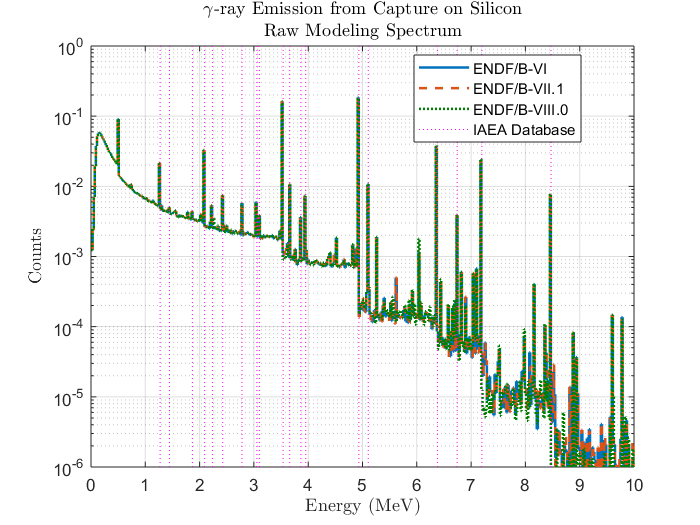 γ-ray Emission from Capture on Silicon
Raw Modeling Spectrum
10^0
10^-1
10^-2
10^-3
10^-4
10^-5
10^-6
Counts
ENDF/B-VI
ENDF/B-VII.1
ENDF/B-VIII.0
IAEA Database
0 1 2 3 4 5 6 7 8 9 10
Energy (MeV)